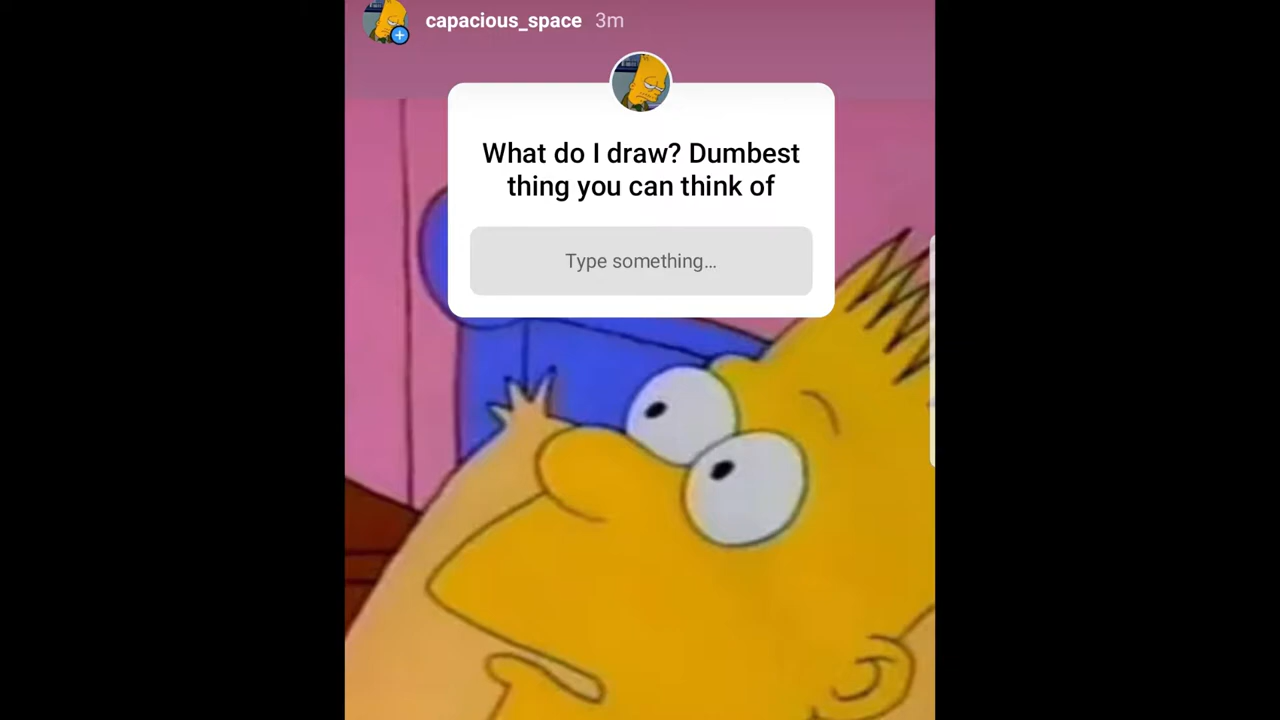 capacious_space 3m
What do I draw? Dumbest
thing you can think of
Type something...